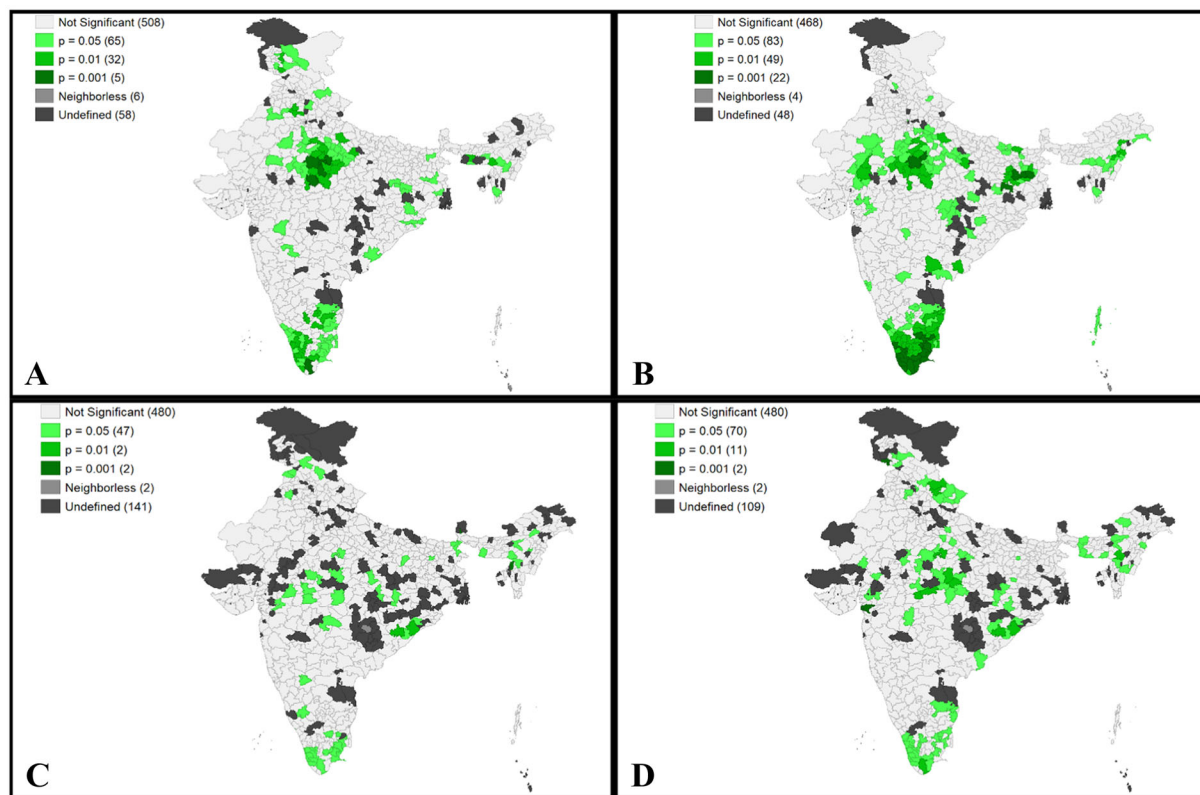 Not Significant (508)
p = 0.05 (65)
p = 0.01 (32)
p = 0.001 (5)
Neighborless (6)
Undefined (58)
A
Not Significant (468)
p = 0.05 (83)
p = 0.01 (49)
p = 0.001 (22)
Neighborless (4)
Undefined (48)
B
Not Significant (480)
p = 0.05 (47)
p = 0.01 (2)
p = 0.001 (2)
Neighborless (2)
Undefined (141)
C
Not Significant (480)
p = 0.05 (70)
p = 0.01 (11)
p = 0.001 (2)
Neighborless (2)
Undefined (109)
D